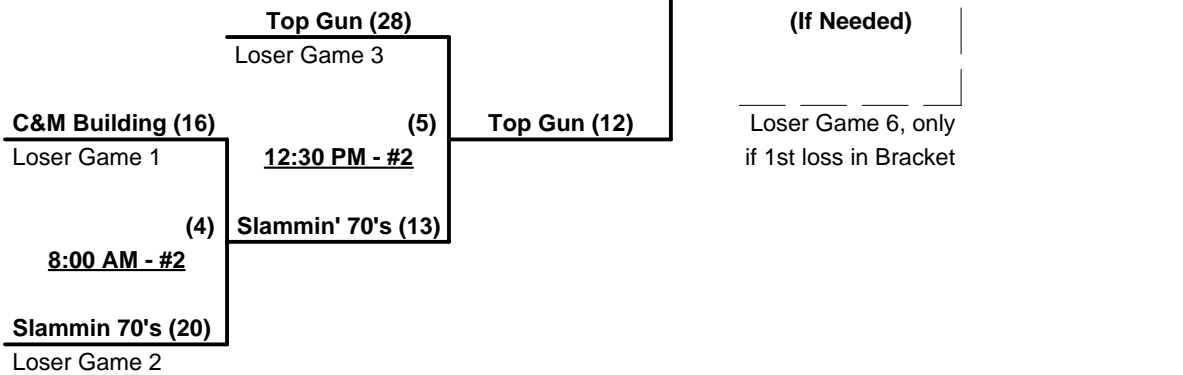 Top Gun (28)
(If Needed)
Loser Game 3
C&M Building (16)
(5)
Top Gun (12)
Loser Game 6, only
Loser Game 1
12:30 PM - #2
if 1st loss in Bracket
(4)
Slammin' 70's (13)
8:00 AM - #2
Slammin 70's (20)
Loser Game 2